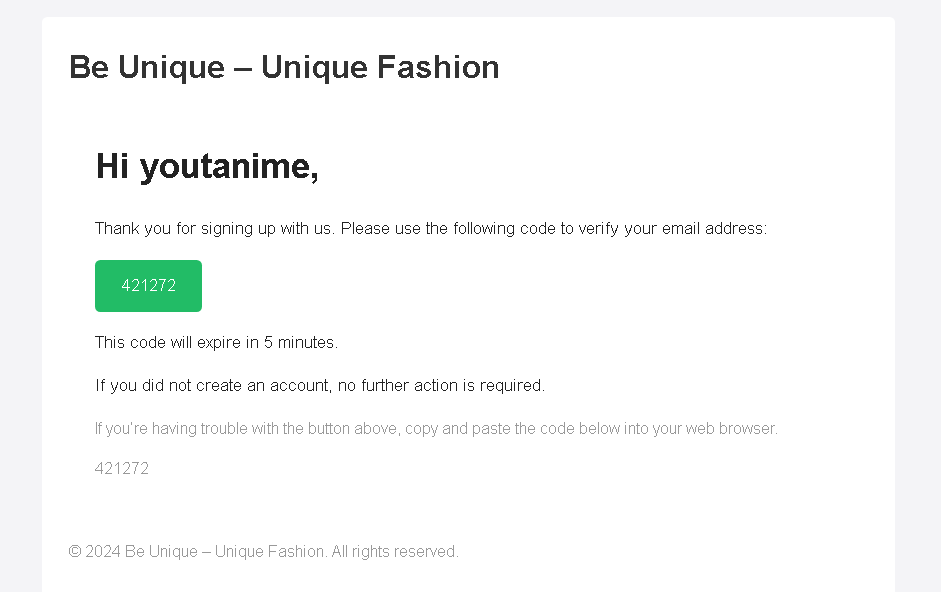 Be Unique – Unique Fashion
Hi youtanime,
Thank you for signing up with us. Please use the following code to verify your email address:
421272
This code will expire in 5 minutes.
If you did not create an account, no further action is required.
If you're having trouble with the button above, copy and paste the code below into your web browser.
421272
© 2024 Be Unique – Unique Fashion. All rights reserved.